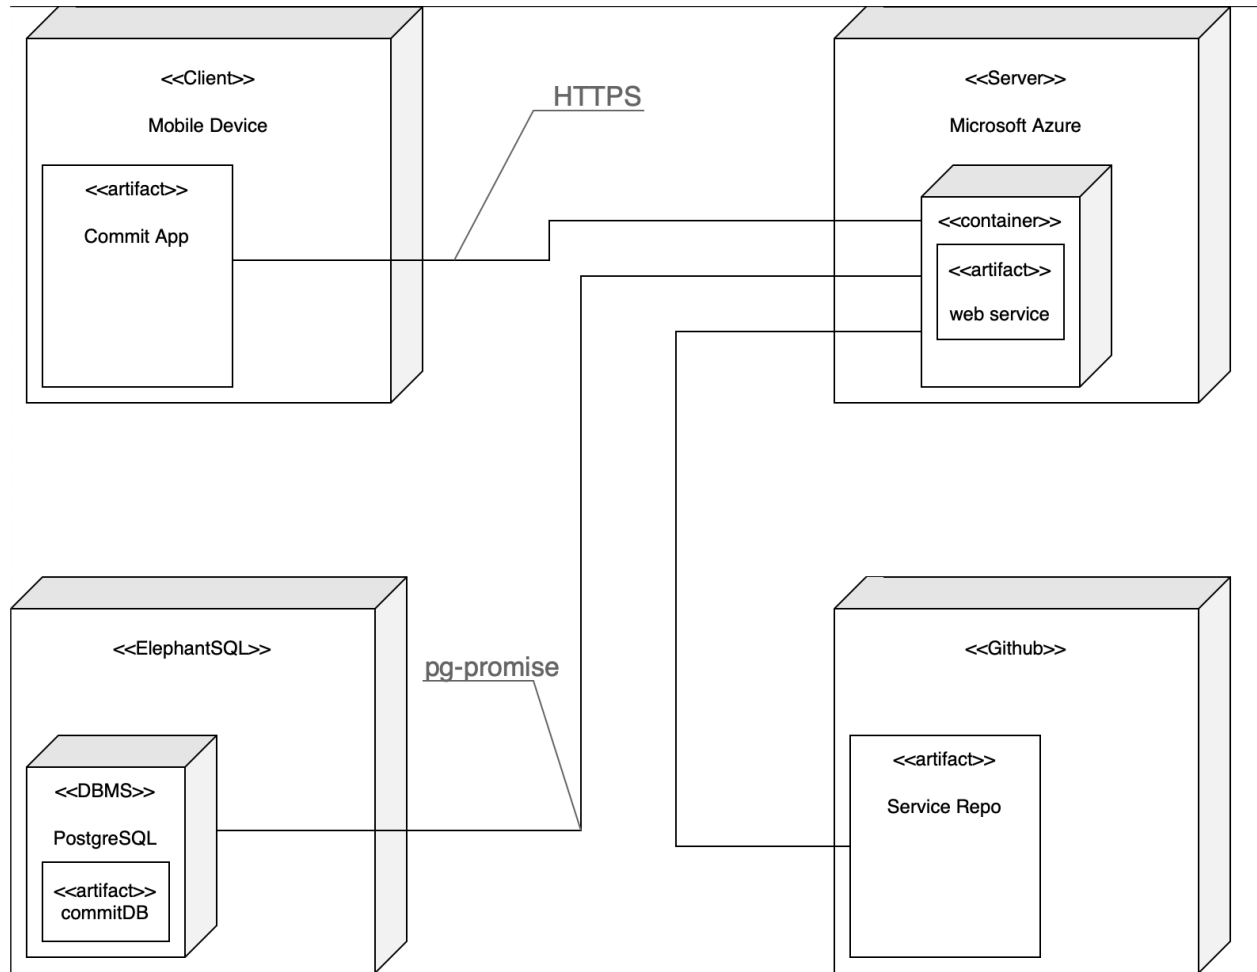 <<Client>>
Mobile Device
<<artifact>>
Commit App
HTTPS
<<Server>>
Microsoft Azure
<<container>>
<<artifact>>
web service
<<ElephantSQL>>
<<DBMS>>
PostgreSQL
<<artifact>>
commitDB
pg-promise
<<Github>>
<<artifact>>
Service Repo